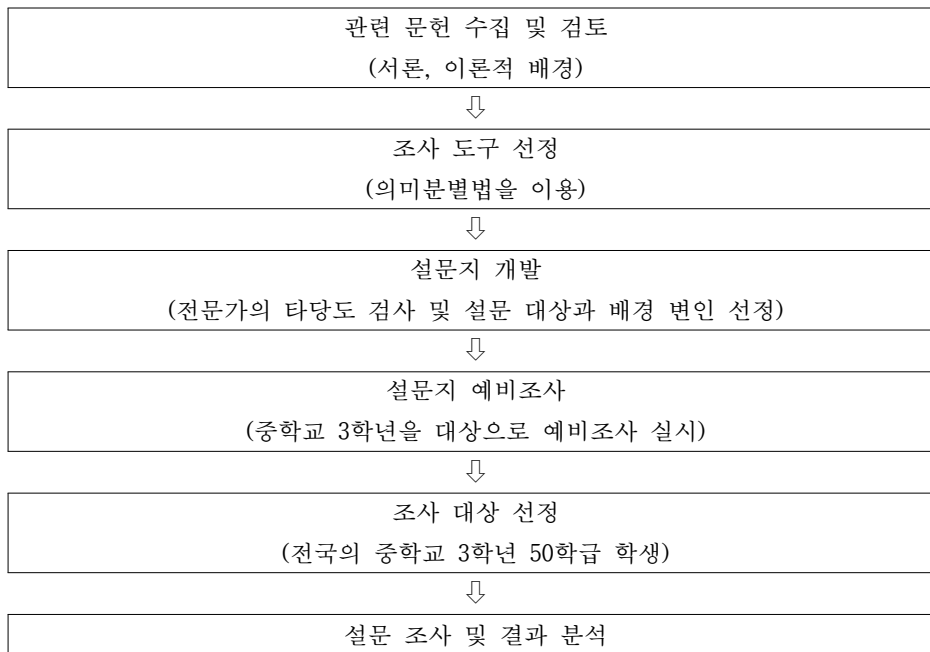 관련 문헌 수집 및 검토
(서론, 이론적 배경)
⇩
조사 도구 선정
(의미분별법을 이용)
⇩
설문지 개발
(전문가의 타당도 검사 및 설문 대상과 배경 변인 선정)
⇩
설문지 예비조사
(중학교 3학년을 대상으로 예비조사 실시)
⇩
조사 대상 선정
(전국의 중학교 3학년 50학급 학생)
⇩
설문 조사 및 결과 분석